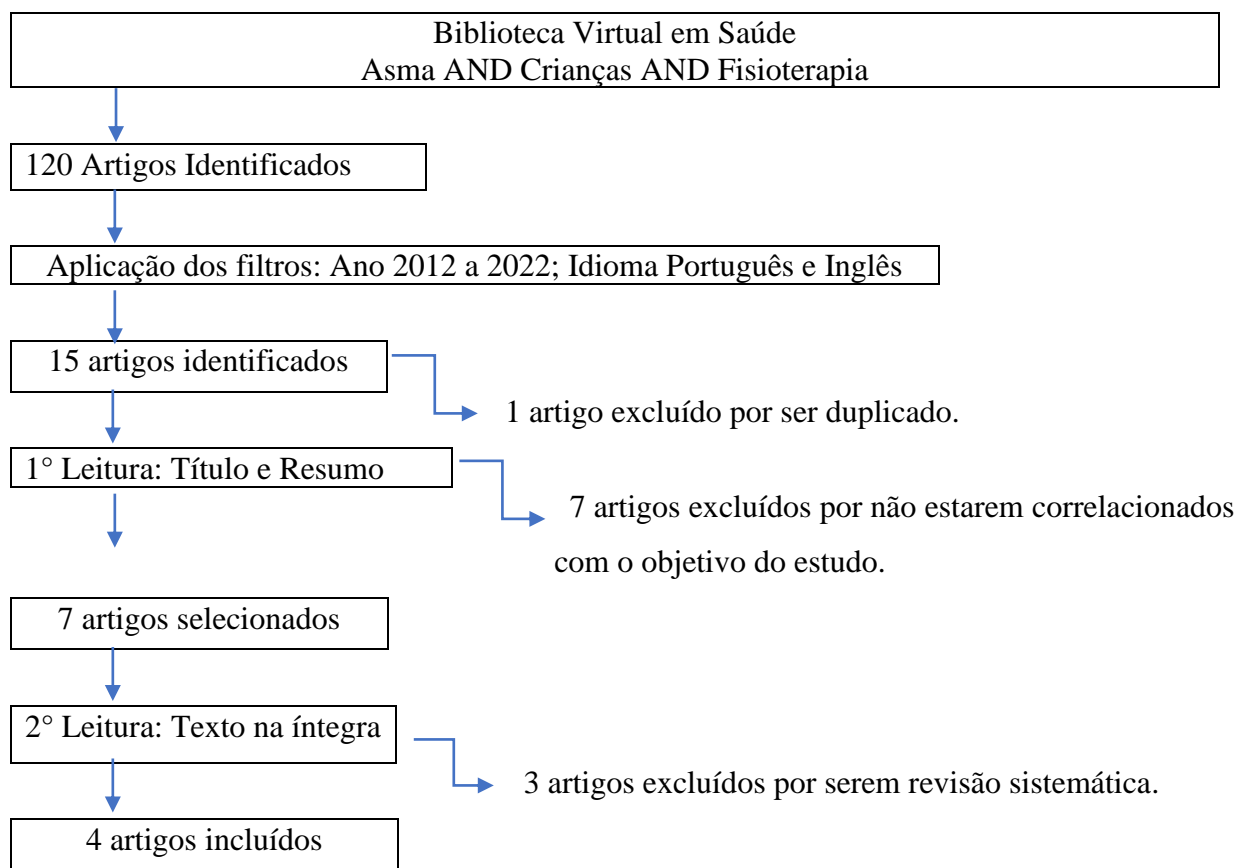 Biblioteca Virtual em Saúde
Asma AND Crianças AND Fisioterapia
120 Artigos Identificados
Aplicação dos filtros: Ano 2012 a 2022; Idioma Português e Inglês
15 artigos identificados
1 artigo excluído por ser duplicado.
1° Leitura: Título e Resumo
7 artigos excluídos por não estarem correlacionados
com o objetivo do estudo.
7 artigos selecionados
2° Leitura: Texto na íntegra
3 artigos excluídos por serem revisão sistemática.
4 artigos incluídos